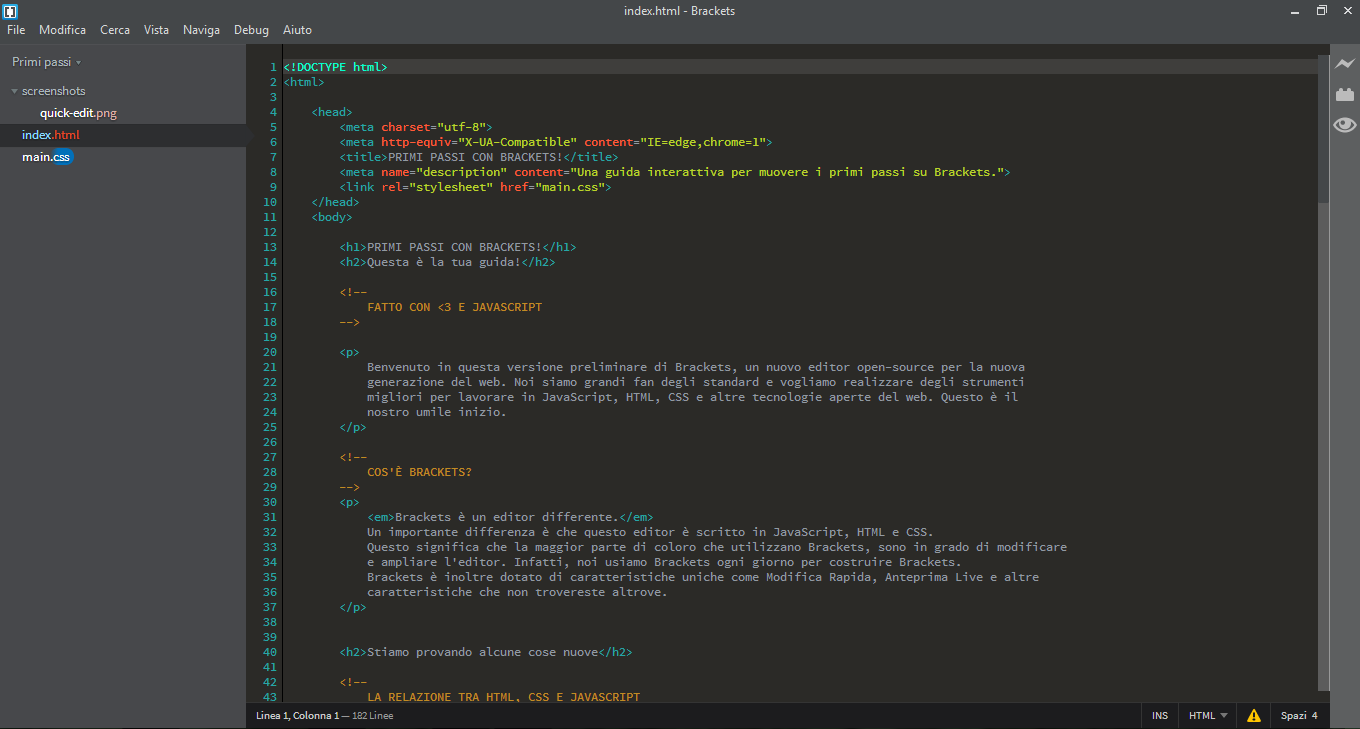 index.html - Brackets
File Modifica Cerca Vista Naviga Debug Aiuto
Primi passi
screenshots
quick-edit.png
index.html
main.css
1 <!DOCTYPE html>
2 <html>
3
4 <head>
5 <meta charset="utf-8">
6 <meta http-equiv="X-UA-Compatible" content="IE=edge,chrome=1">
7 <title>PRIMI PASSI CON BRACKETS!</title>
8 <meta name="description" content="Una guida interattiva per muovere i primi passi su Brackets.">
9 <link rel="stylesheet" href="main.css">
10 </head>
11 <body>
12
13 <h1>PRIMI PASSI CON BRACKETS!</h1>
14 <h2>Questa è la tua guida!</h2>
15
16 <!--
17 FATTO CON <3 E JAVASCRIPT
18 -->
19
20 <p>
21 Benvenuto in questa versione preliminare di Brackets, un nuovo editor open-source per la nuova
22 generazione del web. Noi siamo grandi fan degli standard e vogliamo realizzare degli strumenti
23 migliori per lavorare in JavaScript, HTML, CSS e altre tecnologie aperte del web. Questo è il
24 nostro umile inizio.
25 </p>
26
27 <!--
28 COS'È BRACKETS?
29 -->
30 <p>
31 <em>Brackets è un editor differente.</em>
32 Un importante differenza è che questo editor è scritto in JavaScript, HTML e CSS.
33 Questo significa che la maggior parte di coloro che utilizzano Brackets, sono in grado di modificare
34 e ampliare l'editor. Infatti, noi usiamo Brackets ogni giorno per costruire Brackets.
35 Brackets è inoltre dotato di caratteristiche uniche come Modifica Rapida, Anteprima Live e altre
36 caratteristiche che non trovereste altrove.
37 </p>
38
39
40 <h2>Stiamo provando alcune cose nuove</h2>
41
42 <!--
43 LA RELAZIONE TRA HTML, CSS E JAVASCRIPT
Linea 1, Colonna 1 — 182 Linee INS HTML Spazi 4